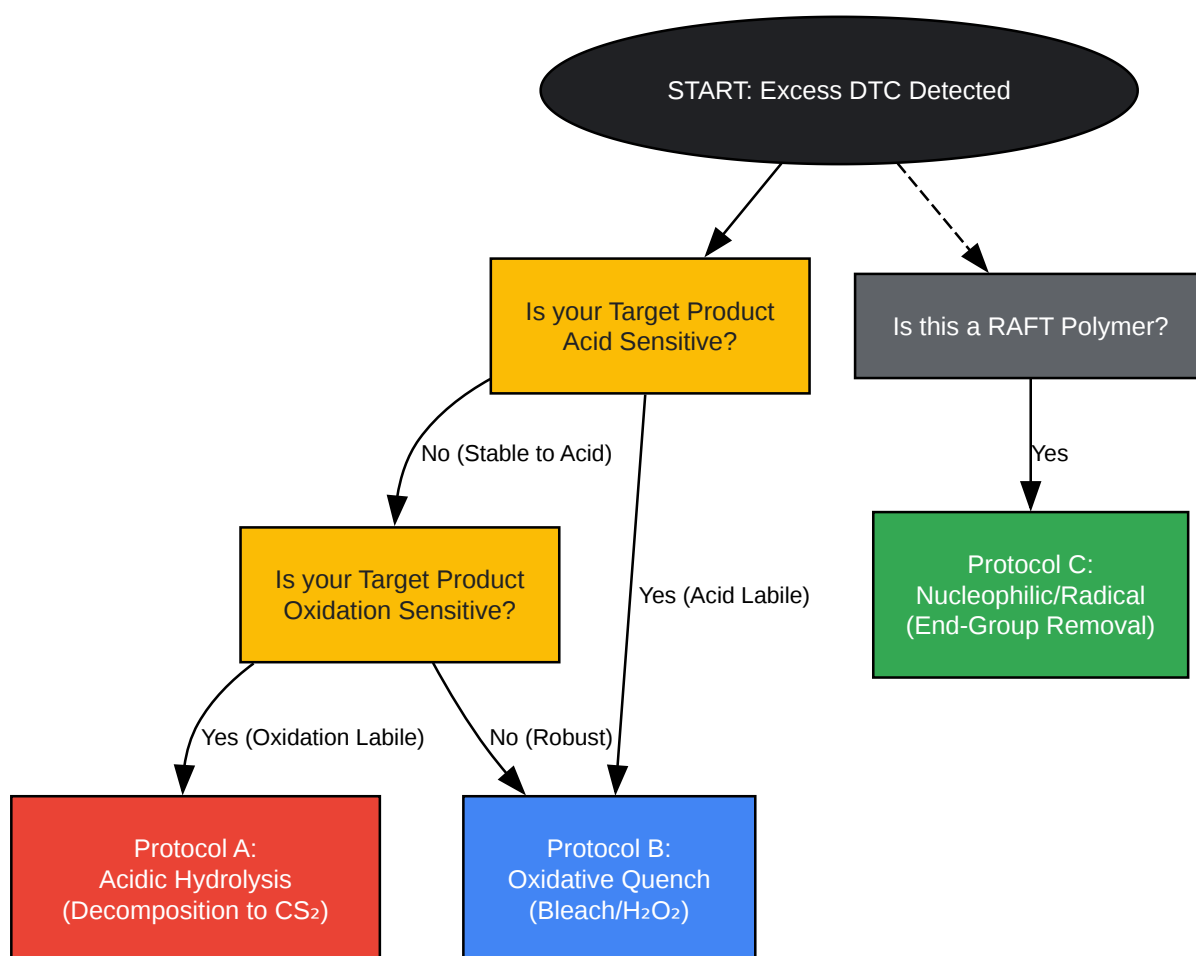 START: Excess DTC Detected
Is your Target Product
Acid Sensitive?
Is this a RAFT Polymer?
No (Stable to Acid)
Yes
Is your Target Product
Oxidation Sensitive?
Yes (Acid Labile)
Protocol C:
Nucleophilic/Radical
(End-Group Removal)
Yes (Oxidation Labile)
No (Robust)
Protocol A:
Acidic Hydrolysis
(Decomposition to CS₂)
Protocol B:
Oxidative Quench
(Bleach/H₂O₂)